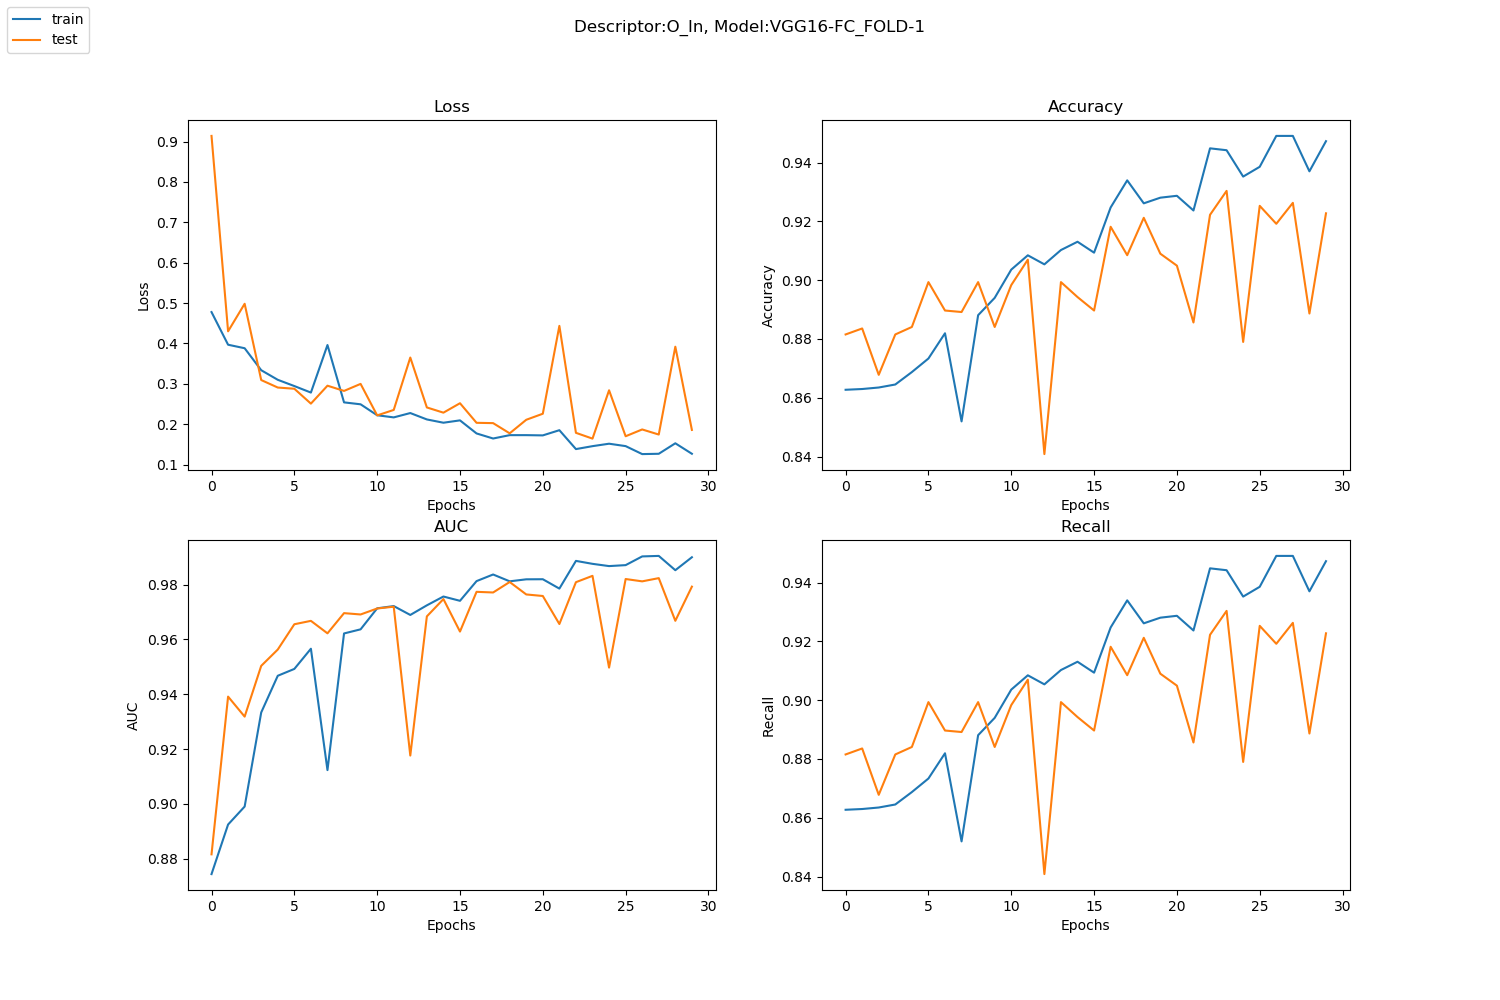 train
test
Descriptor:O_In, Model:VGG16-FC_FOLD-1
Loss
Loss
0.9
0.8
0.7
0.6
0.5
0.4
0.3
0.2
0.1
0 5 10 15 20 25 30
Epochs
Accuracy
Accuracy
0.94
0.92
0.90
0.88
0.86
0.84
0 5 10 15 20 25 30
Epochs
AUC
AUC
0.98
0.96
0.94
0.92
0.90
0.88
0 5 10 15 20 25 30
Epochs
Recall
Recall
0.94
0.92
0.90
0.88
0.86
0.84
0 5 10 15 20 25 30
Epochs